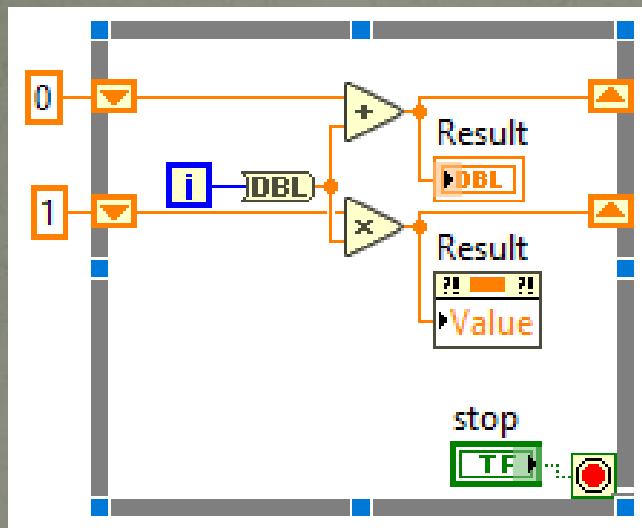 0
+
Result
i
DBL
DBL
1
×
Result
?! ?!
Value
stop
TF